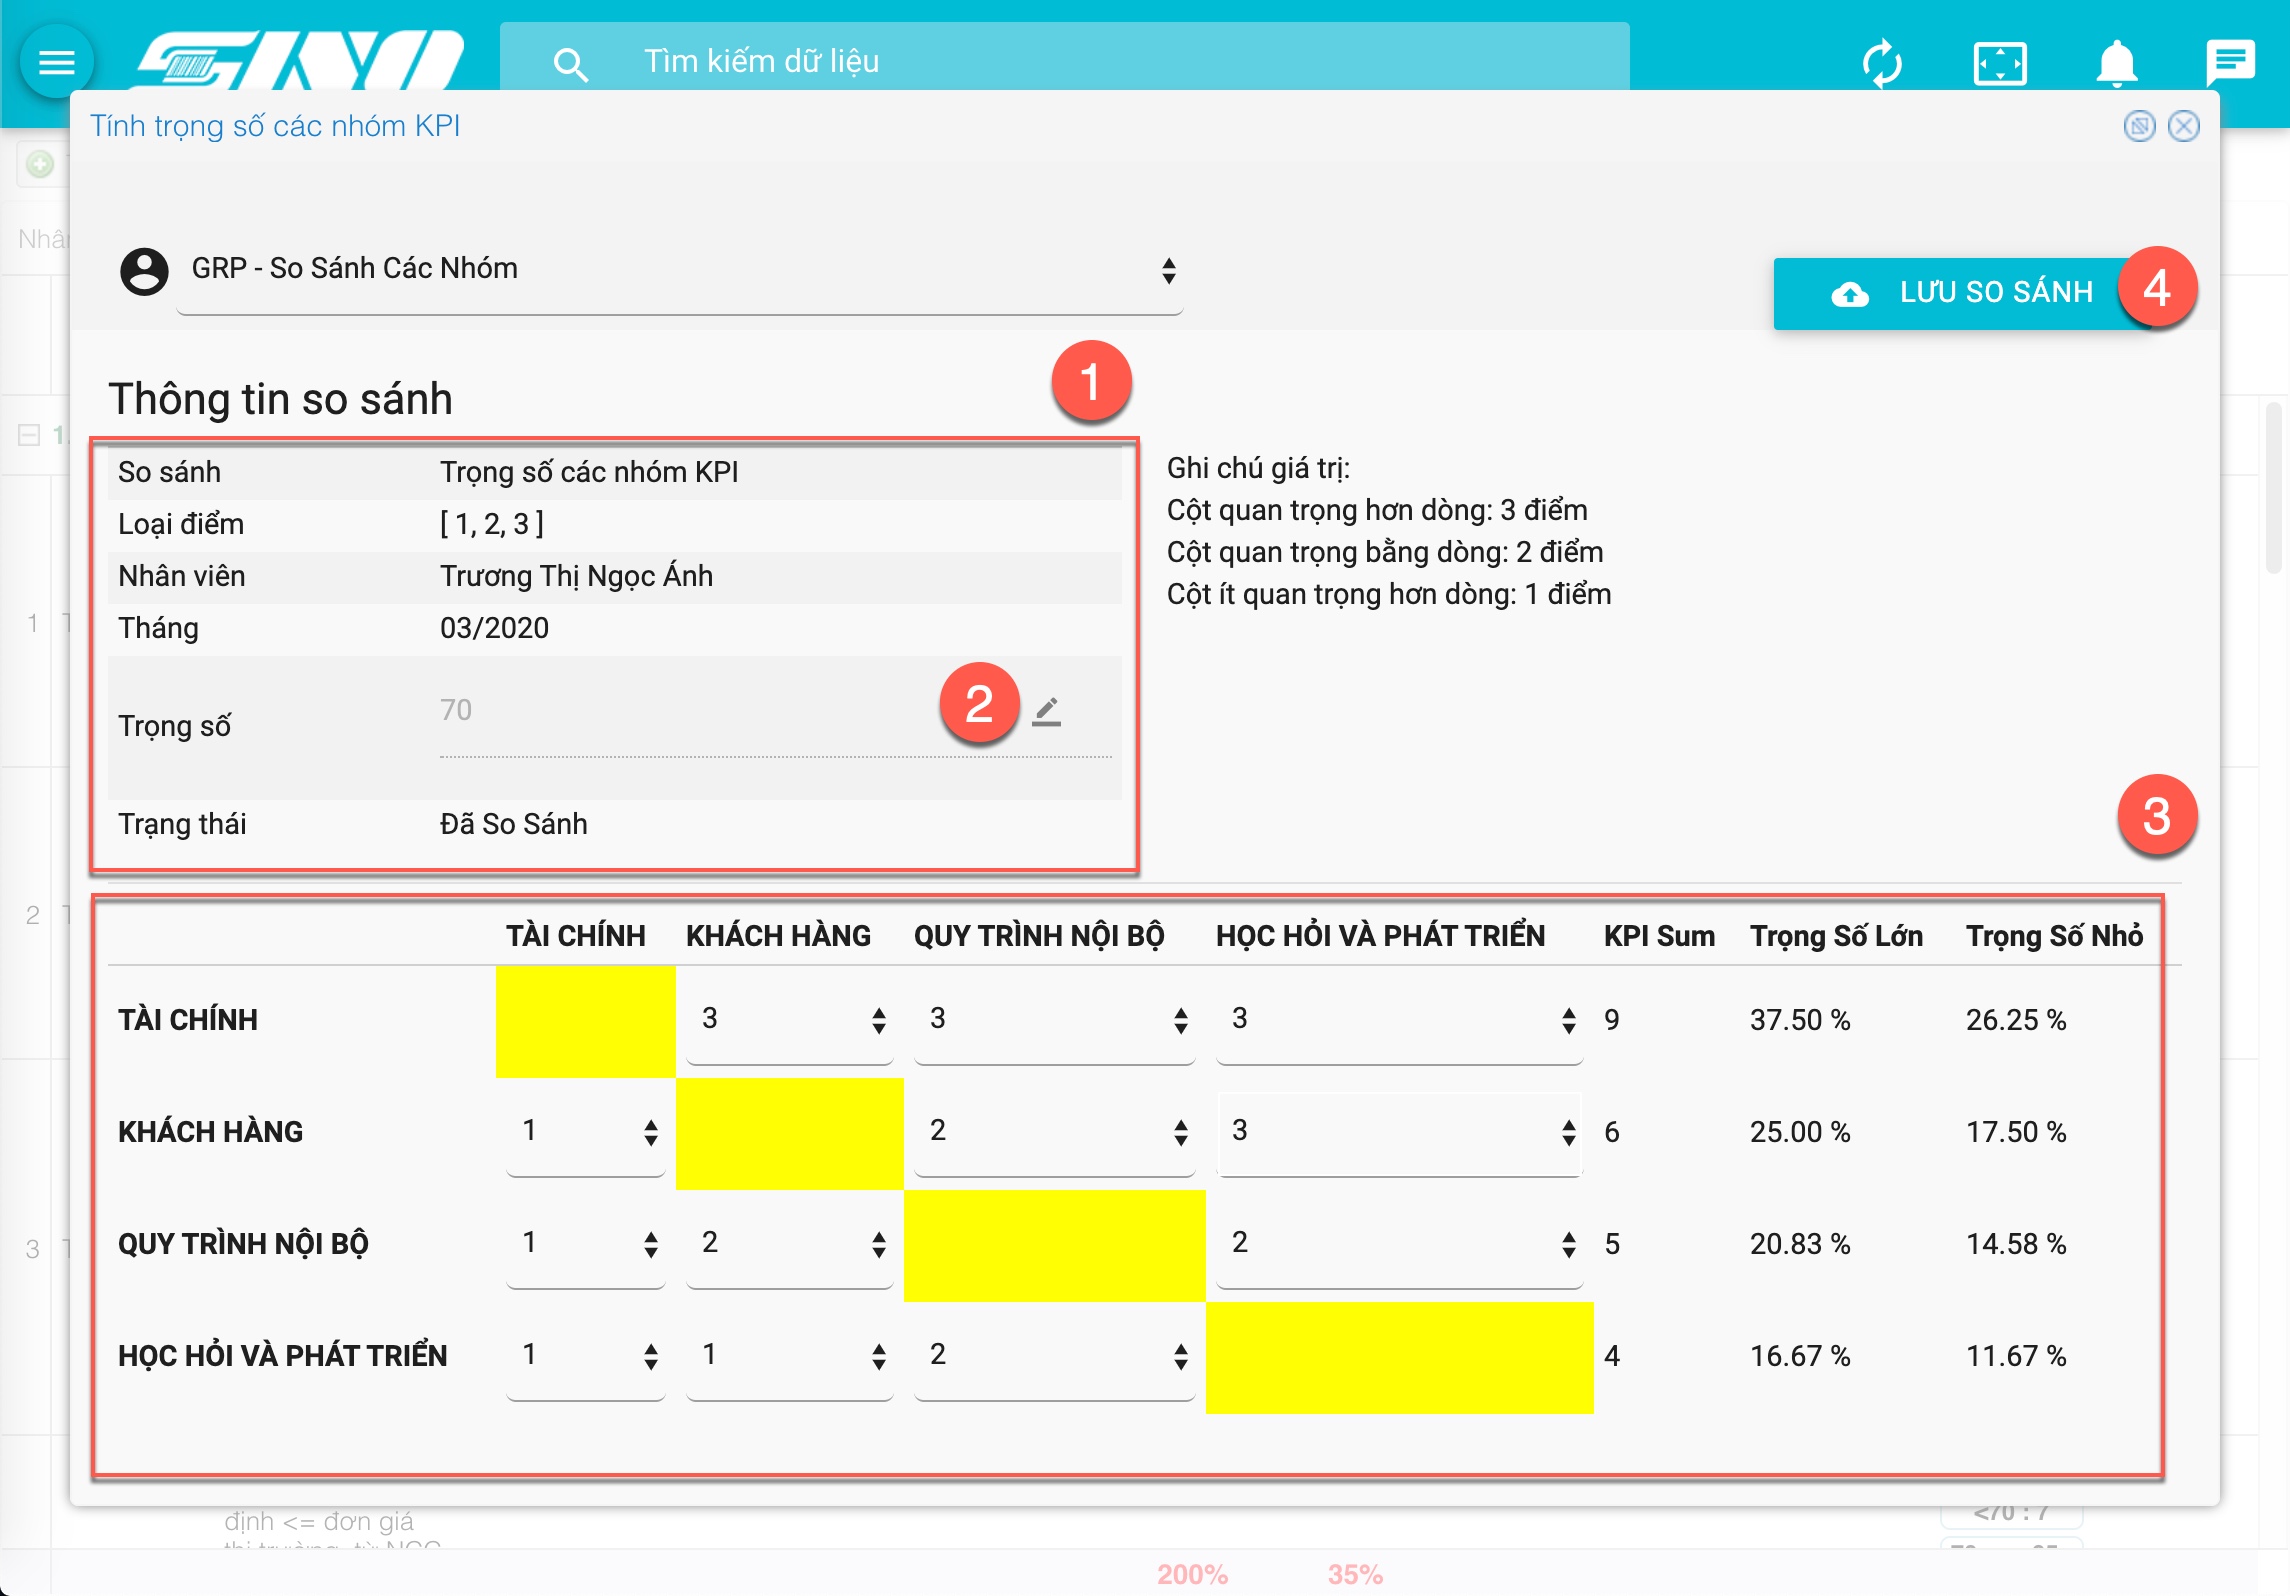 Tìm kiếm dữ liệu
Tính trọng số các nhóm KPI
GRP - So Sánh Các Nhóm
LƯU SO SÁNH
4
Thông tin so sánh
1
So sánh Trọng số các nhóm KPI
Loại điểm [ 1, 2, 3 ]
Nhân viên Trương Thị Ngọc Ánh
Tháng 03/2020
Trọng số 70
2
Trạng thái Đã So Sánh
Ghi chú giá trị:
Cột quan trọng hơn dòng: 3 điểm
Cột quan trọng bằng dòng: 2 điểm
Cột ít quan trọng hơn dòng: 1 điểm
3
TÀI CHÍNH KHÁCH HÀNG QUY TRÌNH NỘI BỘ HỌC HỎI VÀ PHÁT TRIỂN KPI Sum Trọng Số Lớn Trọng Số Nhỏ
TÀI CHÍNH 3 3 3 9 37.50 % 26.25 %
KHÁCH HÀNG 1 2 3 6 25.00 % 17.50 %
QUY TRÌNH NỘI BỘ 1 2 2 5 20.83 % 14.58 %
HỌC HỎI VÀ PHÁT TRIỂN 1 1 2 4 16.67 % 11.67 %
1
2
3
định <= đơn giá
<70 : 7
200% 35%